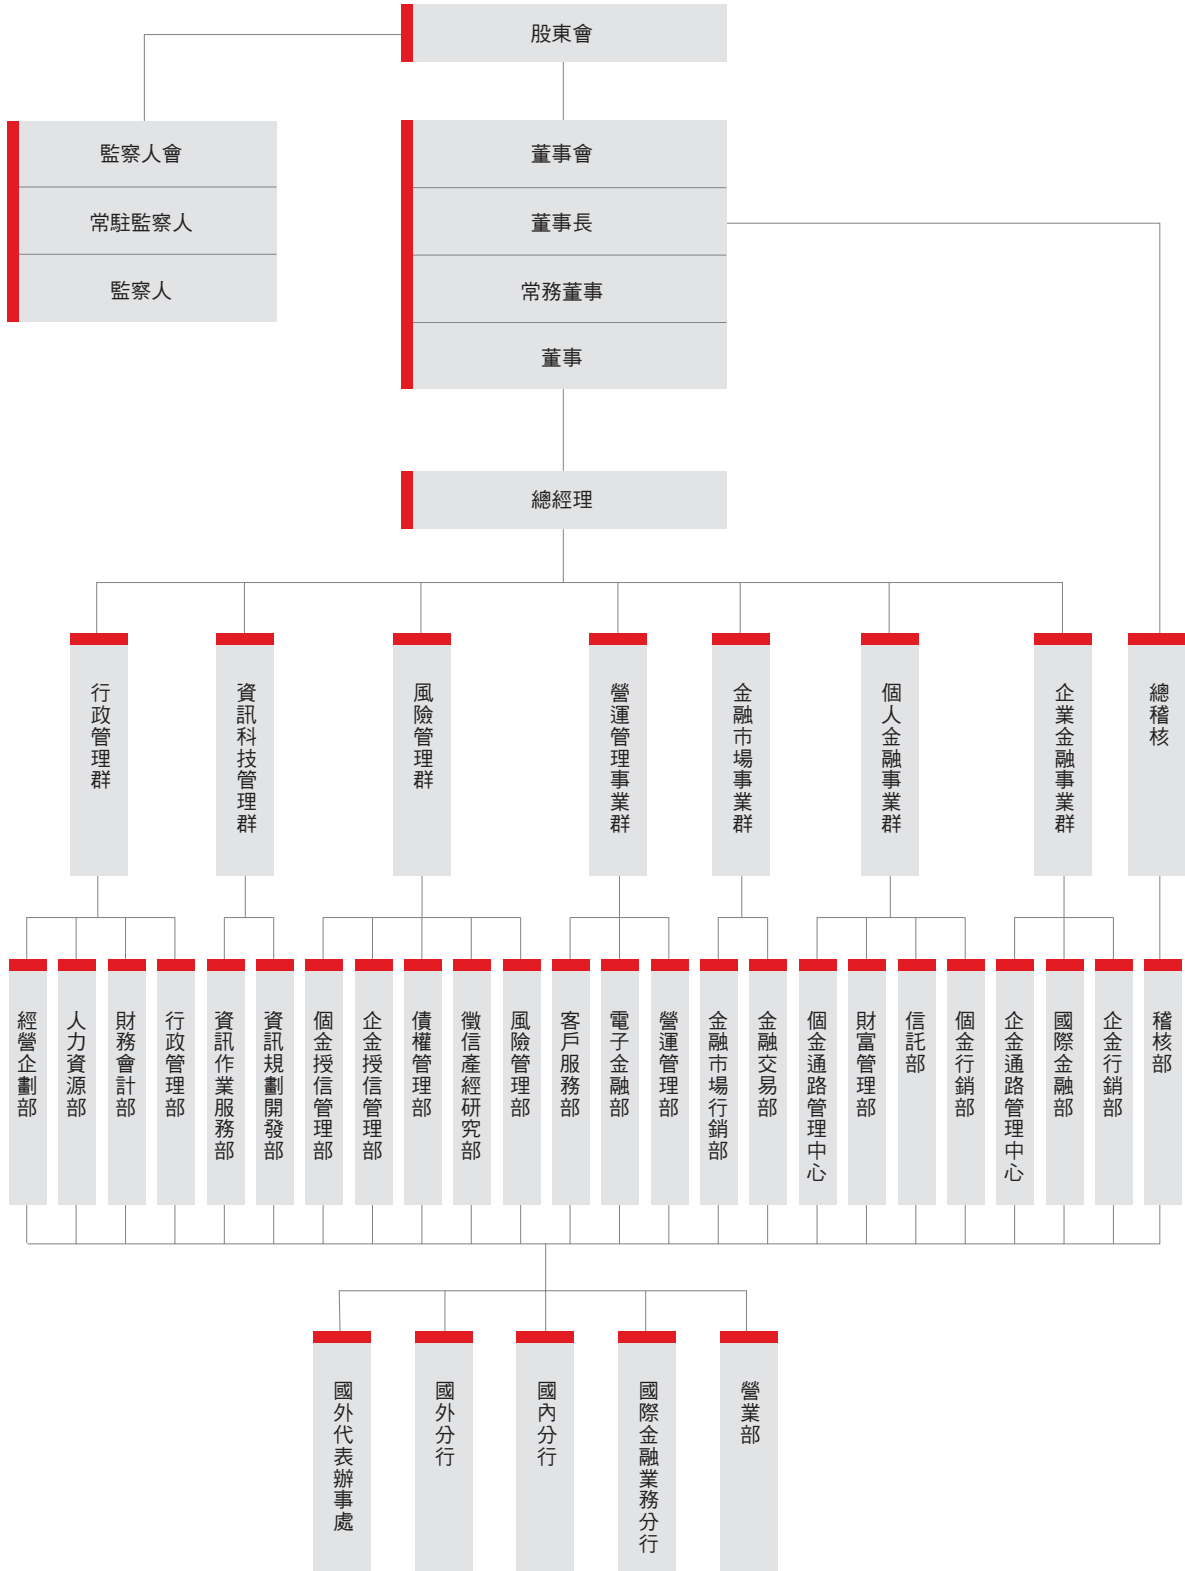 股東會
監察人會
常駐監察人
監察人
董事會
董事長
常務董事
董事
總經理
行政管理群
資訊科技管理群
風險管理群
營運管理事業群
金融市場事業群
個人金融事業群
企業金融事業群
總稽核
經營企劃部
人力資源部
財務會計部
行政管理部
資訊作業服務部
資訊規劃開發部
個金授信管理部
企金授信管理部
債權管理部
徵信產經研究部
風險管理部
客戶服務部
電子金融部
營運管理部
金融市場行銷部
金融交易部
個金通路管理中心
財富管理部
信託部
個金行銷部
企金通路管理中心
國際金融部
企金行銷部
稽核部
國外代表辦事處
國外分行
國內分行
國際金融業務分行
營業部